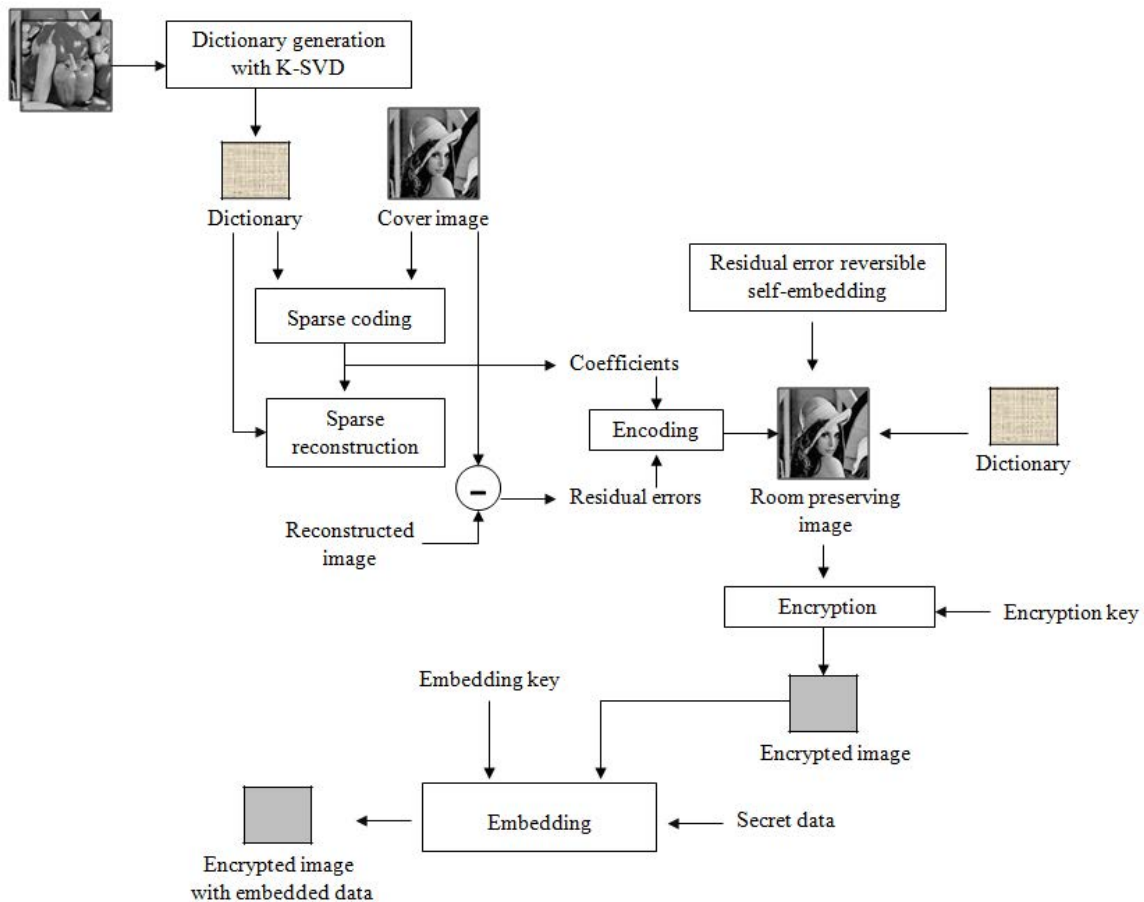 Dictionary generation
with K-SVD
Dictionary
Cover image
Residual error reversible
self-embedding
Sparse coding
Coefficients
Sparse
reconstruction
Encoding
Dictionary
Residual errors
Room preserving
image
Reconstructed
image
Encryption
Encryption key
Embedding key
Encrypted image
Embedding
Secret data
Encrypted image
with embedded data